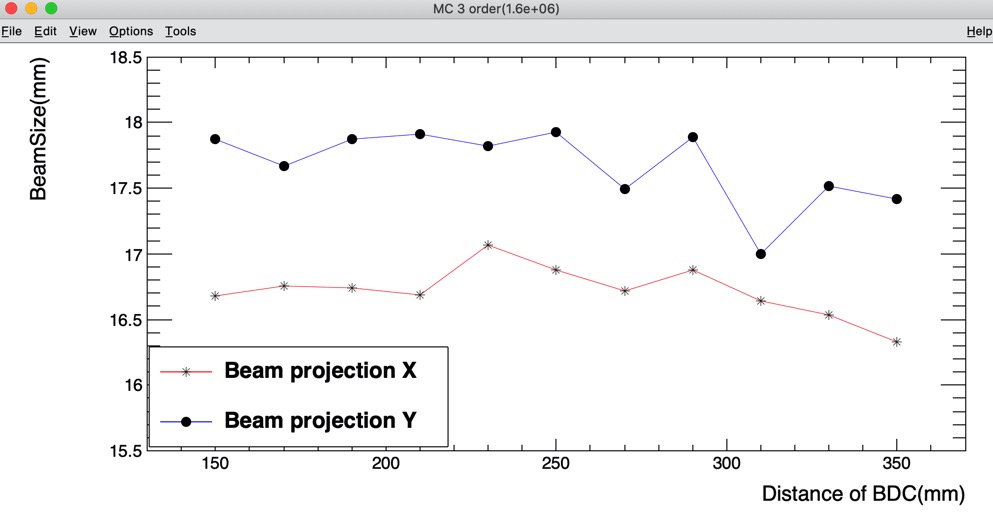 MC 3 order(1.6e+06)
File Edit View Options Tools Help
BeamSize(mm)
18.5
18
17.5
17
16.5
16
15.5
Beam projection X
Beam projection Y
150 200 250 300 350
Distance of BDC(mm)